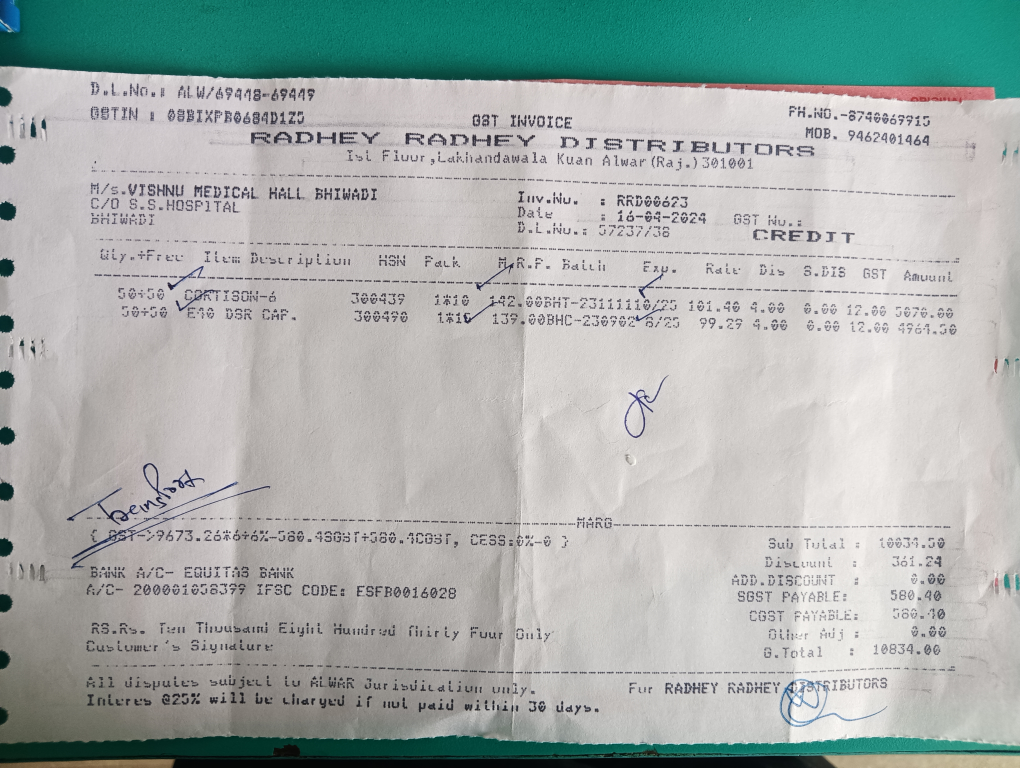 D.L.No.: ALW/69448-69449
GSTIN : 08BIXPB0684D1Z5
GST INVOICE
PH.NO.-8740069915
MOB. 9462401464
RADHEY RADHEY DISTRIBUTORS
Ist Floor,Lakhandawala Kuan Alwar(Raj.)301001
M/s.VISHNU MEDICAL HALL BHIWADI
C/O S.S.HOSPITAL
BHIWADI
Inv.No. : RRD00623
Date : 16-04-2024 GST No.:
D.L.No.: 57237/38 CREDIT
Qty.+Free Item Description HSN Pack M.R.P. Batch Exp. Rate Dis S.DIS GST Amount
50+50 CORTISON-6 300439 1*10 142.00BHT-23111110/25 101.40 4.00 0.00 12.00 5070.00
50+50 E40 DSR CAP. 300490 1*10 139.00BHC-230902 8/25 99.29 4.00 0.00 12.00 4964.50
MARG
{ GST->9673.26*6+6%=580.4SGST+580.4CGST, CESS:0%=0 }
BANK A/C- EQUITAS BANK
A/C- 200001058399 IFSC CODE: ESFB0016028
RS.Rs. Ten Thousand Eight Hundred Thirty Four Only
Customer's Signature
Sub Total : 10034.50
Discount : 361.24
ADD.DISCOUNT : 0.00
SGST PAYABLE: 580.40
CGST PAYABLE: 580.40
Other Adj : 0.00
G.Total : 10834.00
All disputes subject to ALWAR Jurisdication only.
Interes @25% will be charged if not paid within 30 days.
For RADHEY RADHEY DISTRIBUTORS